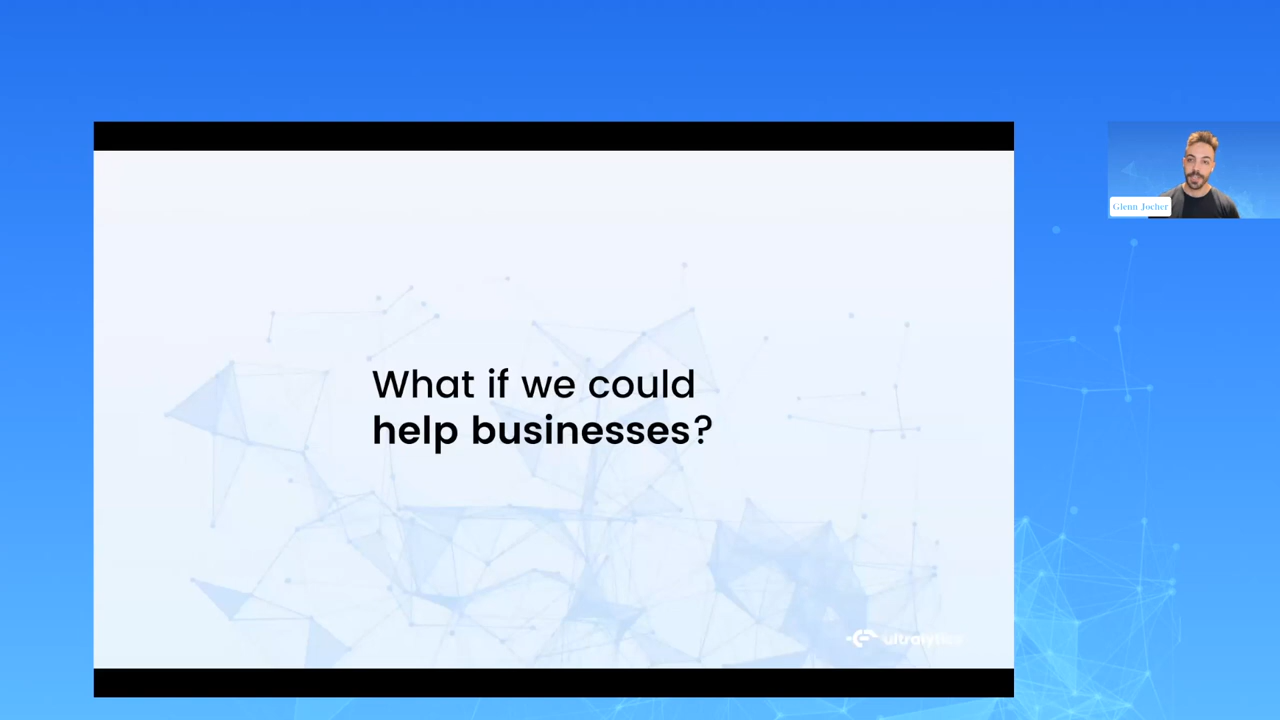 What if we could
help businesses?
Glenn Jocher
ultralytics